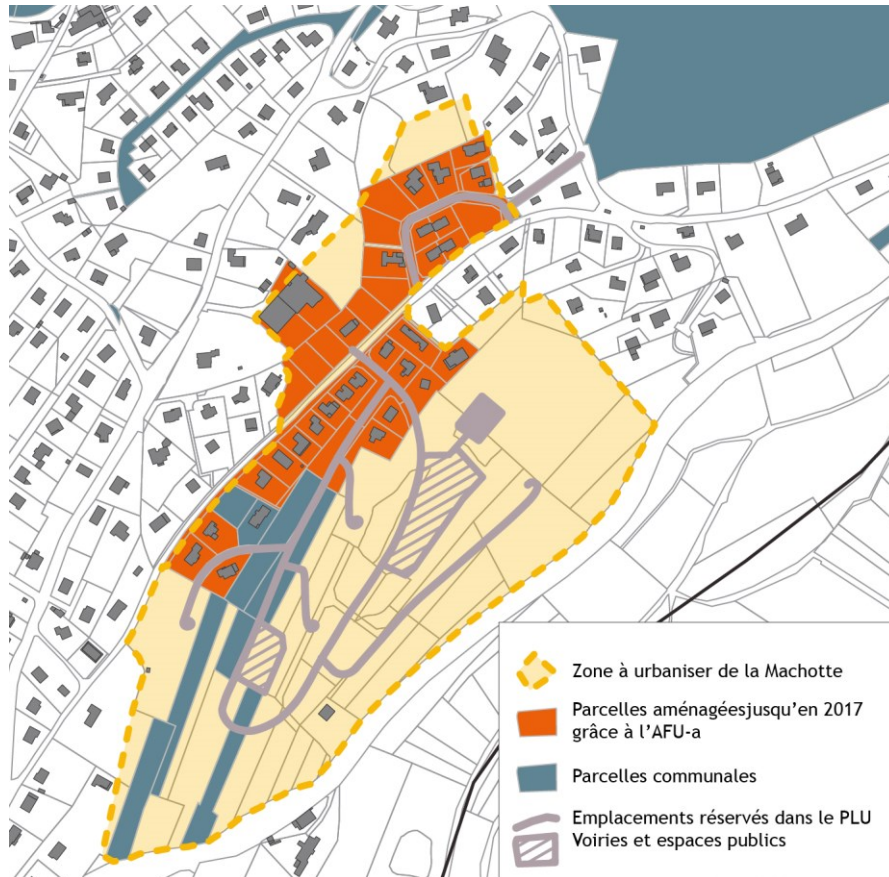 Zone à urbaniser de la Machotte
Parcelles aménagéesjusqu'en 2017
grâce à l'AFU-a
Parcelles communales
Emplacements réservés dans le PLU
Voiries et espaces publics